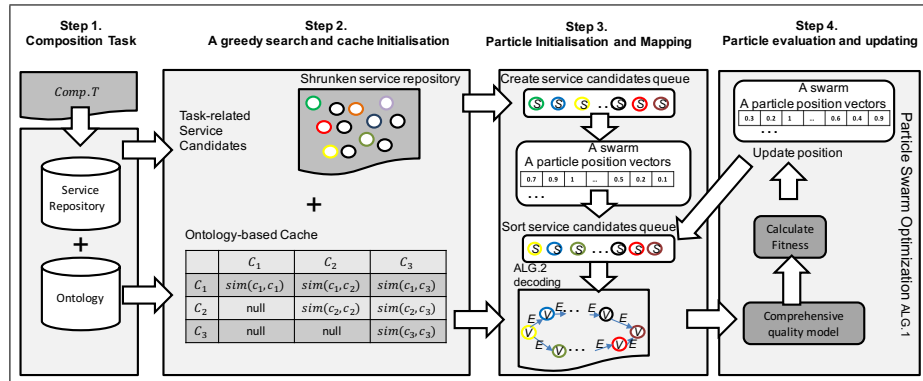 Step 1.
Composition Task
Step 2.
A greedy search and cache Initialisation
Step 3.
Particle Initialisation and Mapping
Step 4.
Particle evaluation and updating
Comp.T
Service
Repository
+
Ontology
Shrunken service repository
Task-related
Service
Candidates
+
Ontology-based Cache
C₁ C₂ C₃
C₁ sim(c₁,c₁) sim(c₁,c₂) sim(c₁,c₃)
C₂ null sim(c₂,c₂) sim(c₂,c₃)
C₃ null null sim(c₃,c₃)
Create service candidates queue
S S S ... S S S
A swarm
A particle position vectors
0.7 0.9 1 .. 0.5 0.2 0.1
...
Sort service candidates queue
S S S ... S S S
ALG.2
decoding
E V E ... V E
V V
E V E ... E V E
A swarm
A particle position vectors
0.3 0.2 1 .. 0.6 0.4 0.9
...
Update position
Calculate
Fitness
Comprehensive
quality model
Particle Swarm Optimization ALG.1